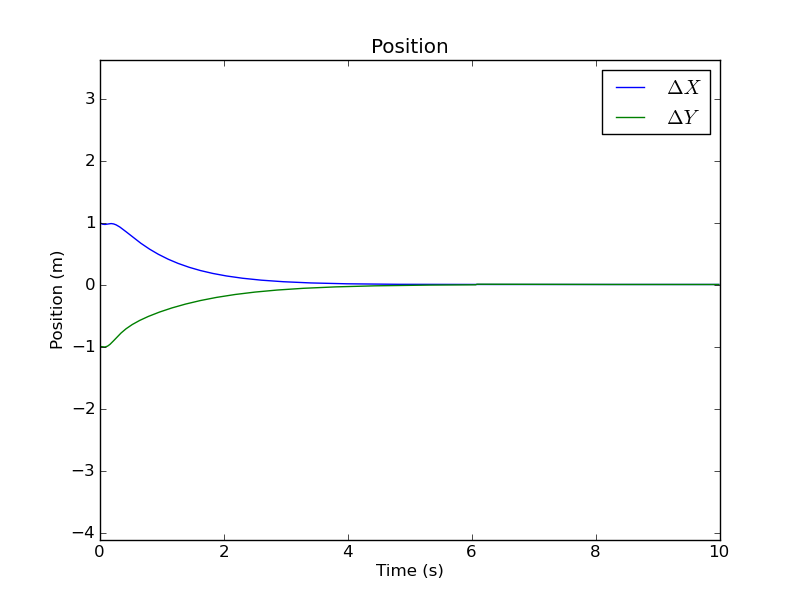 Position
ΔX
ΔY
3
2
1
0
−1
−2
−3
−4
Position (m)
0 2 4 6 8 10
Time (s)